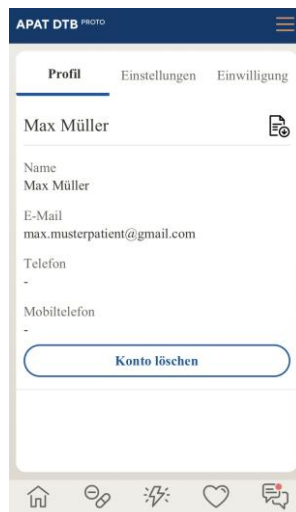 APAT DTB PROTO
Profil Einstellungen Einwilligung
Max Müller
Name
Max Müller
E-Mail
max.musterpatient@gmail.com
Telefon
-
Mobiltelefon
-
Konto löschen